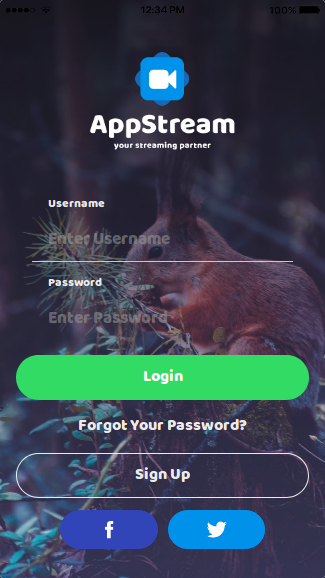 12:34 PM 100%
AppStream
your streaming partner
Username
Enter Username
Password
Enter Password
Login
Forgot Your Password?
Sign Up